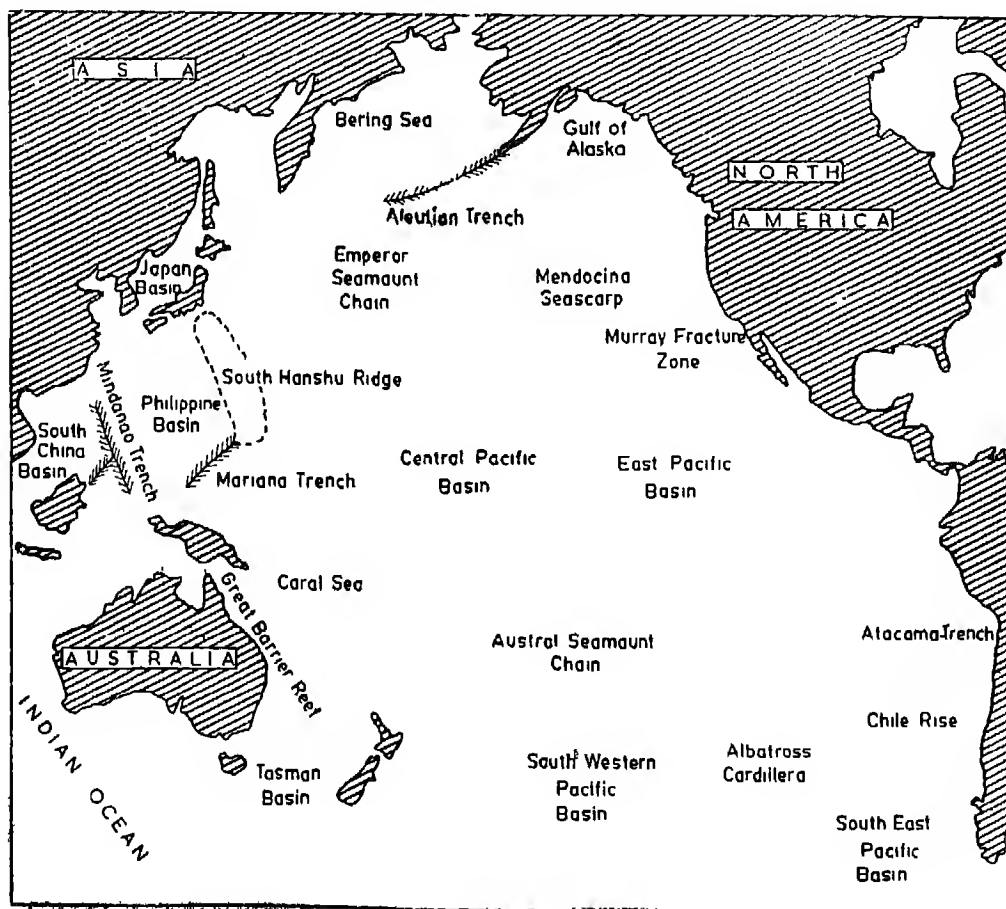 ASIA
Bering Sea
Gulf of
Alaska
NORTH
AMERICA
Aleutian Trench
Emperor
Seamaunt
Chain
Mendocina
Seascarp
Japan
Basin
Murray Fracture
Zone
South Hanshu Ridge
Mindanao Trench
Philippine
Basin
South
China
Basin
Mariana Trench
Central Pacific
Basin
East Pacific
Basin
Caral Sea
Great Barrier Reef
Atacama-Trench
Austral Seamaunt
Chain
AUSTRALIA
INDIAN OCEAN
Chile Rise
Tasman
Basin
South Western
Pacific
Basin
Albatross
Cardillera
South East
Pacific
Basin